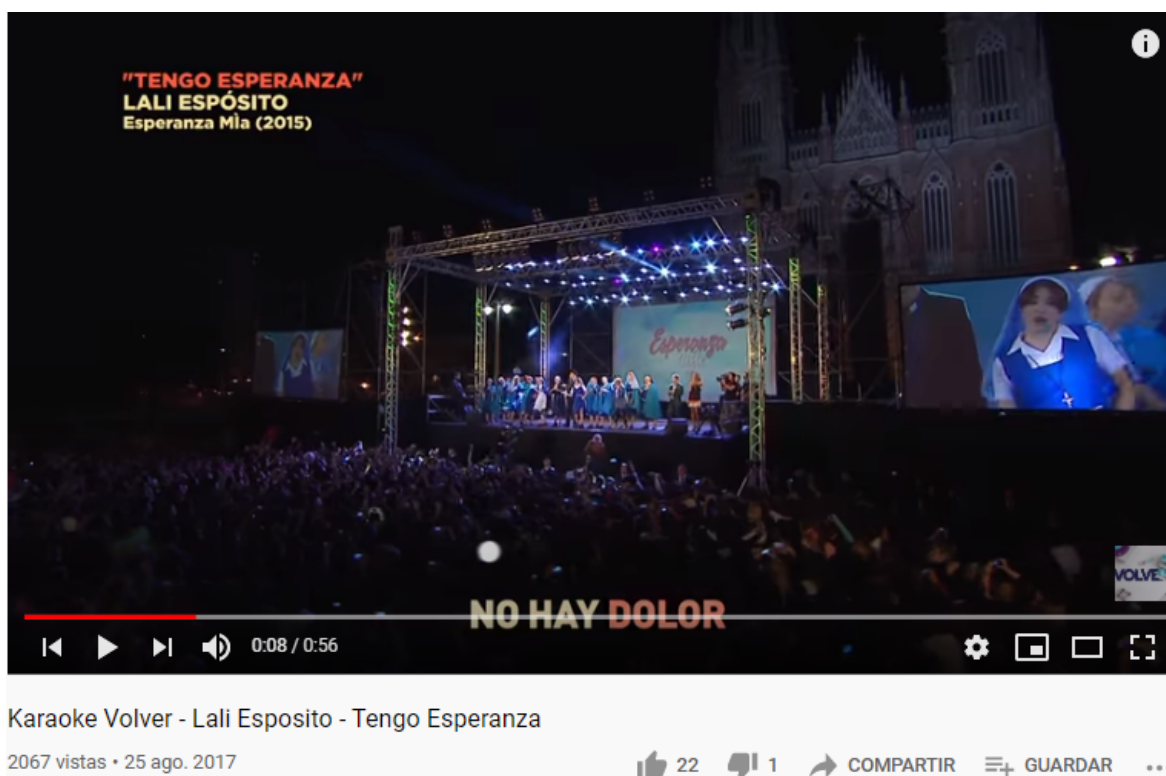 "TENGO ESPERANZA"
LALI ESPÓSITO
Esperanza Mìa (2015)
Esperanza
VOLVE
NO HAY DOLOR
0:08 / 0:56
Karaoke Volver - Lali Esposito - Tengo Esperanza
2067 vistas • 25 ago. 2017
22
1
COMPARTIR
GUARDAR